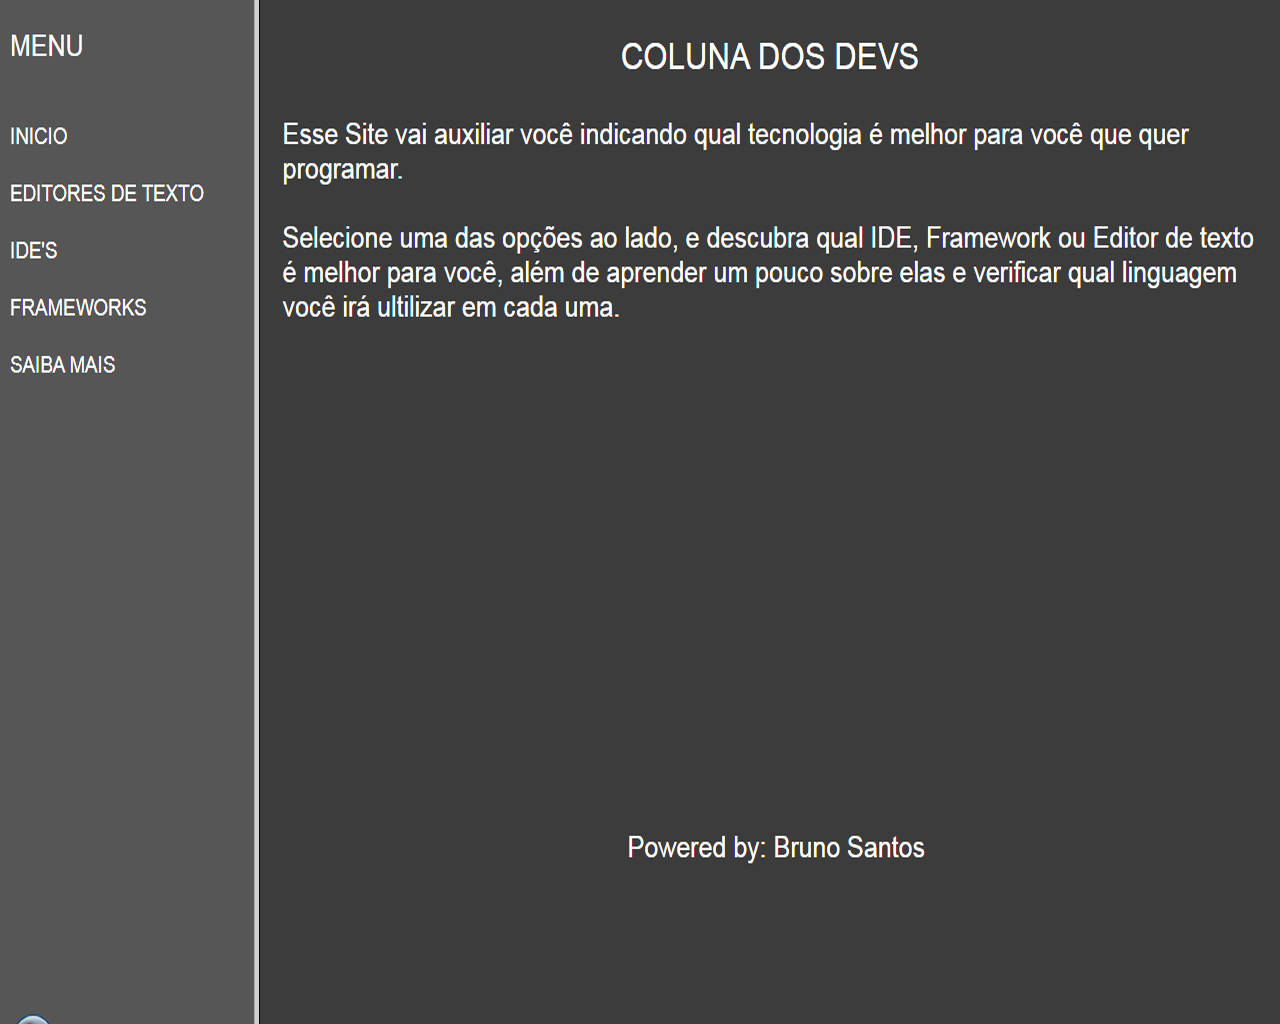 MENU
INICIO
EDITORES DE TEXTO
IDE'S
FRAMEWORKS
SAIBA MAIS
COLUNA DOS DEVS
Esse Site vai auxiliar você indicando qual tecnologia é melhor para você que quer
programar.
Selecione uma das opções ao lado, e descubra qual IDE, Framework ou Editor de texto
é melhor para você, além de aprender um pouco sobre elas e verificar qual linguagem
você irá ultilizar em cada uma.
Powered by: Bruno Santos